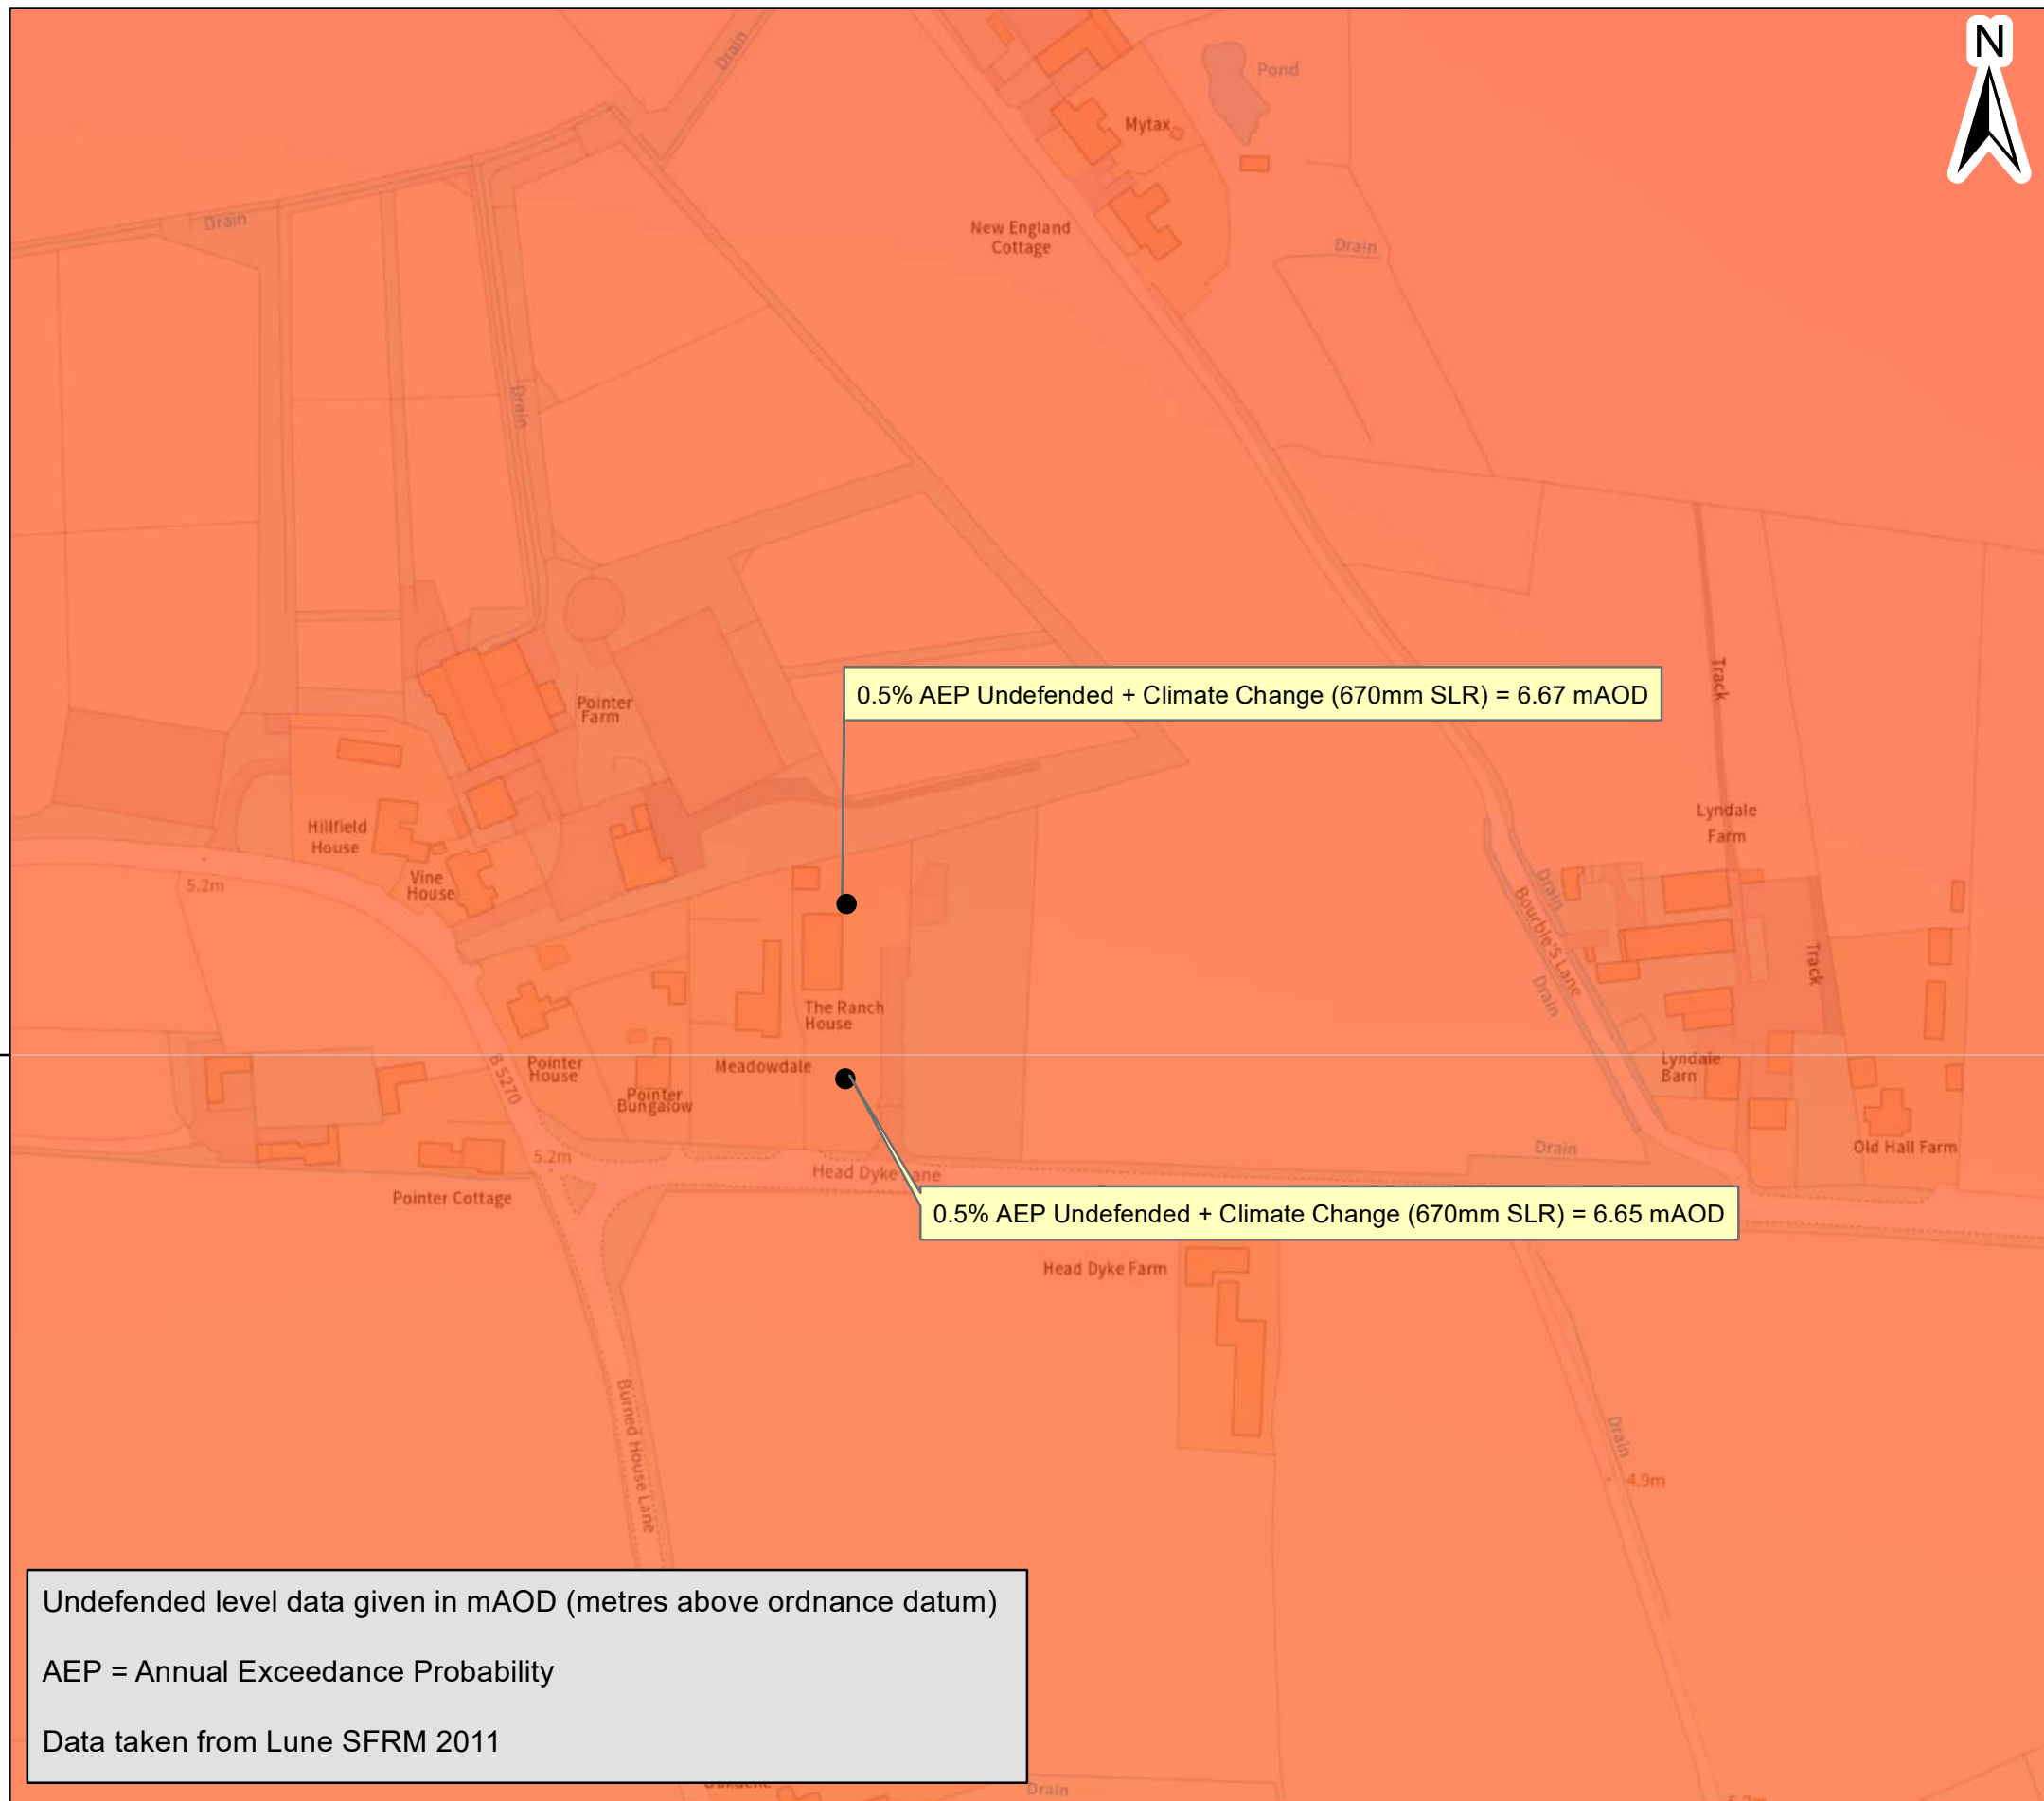 N
Drain
Pond
Mytax
Drain
New England
Cottage
Drain
Drain
Track
0.5% AEP Undefended + Climate Change (670mm SLR) = 6.67 mAOD
Pointer
Farm
Lyndale
Farm
Hillfield
House
Vine
House
5.2m
Drain
Bourble'S Lane
Drain
Track
The Ranch
House
Meadowdale
Pointer
House
Pointer
Bungalow
B 5270
Lyndale
Barn
Old Hall Farm
Drain
5.2m
Head Dyke Lane
Pointer Cottage
0.5% AEP Undefended + Climate Change (670mm SLR) = 6.65 mAOD
Head Dyke Farm
Burned House Lane
Drain
4.9m
Undefended level data given in mAOD (metres above ordnance datum)
AEP = Annual Exceedance Probability
Data taken from Lune SFRM 2011
Drain